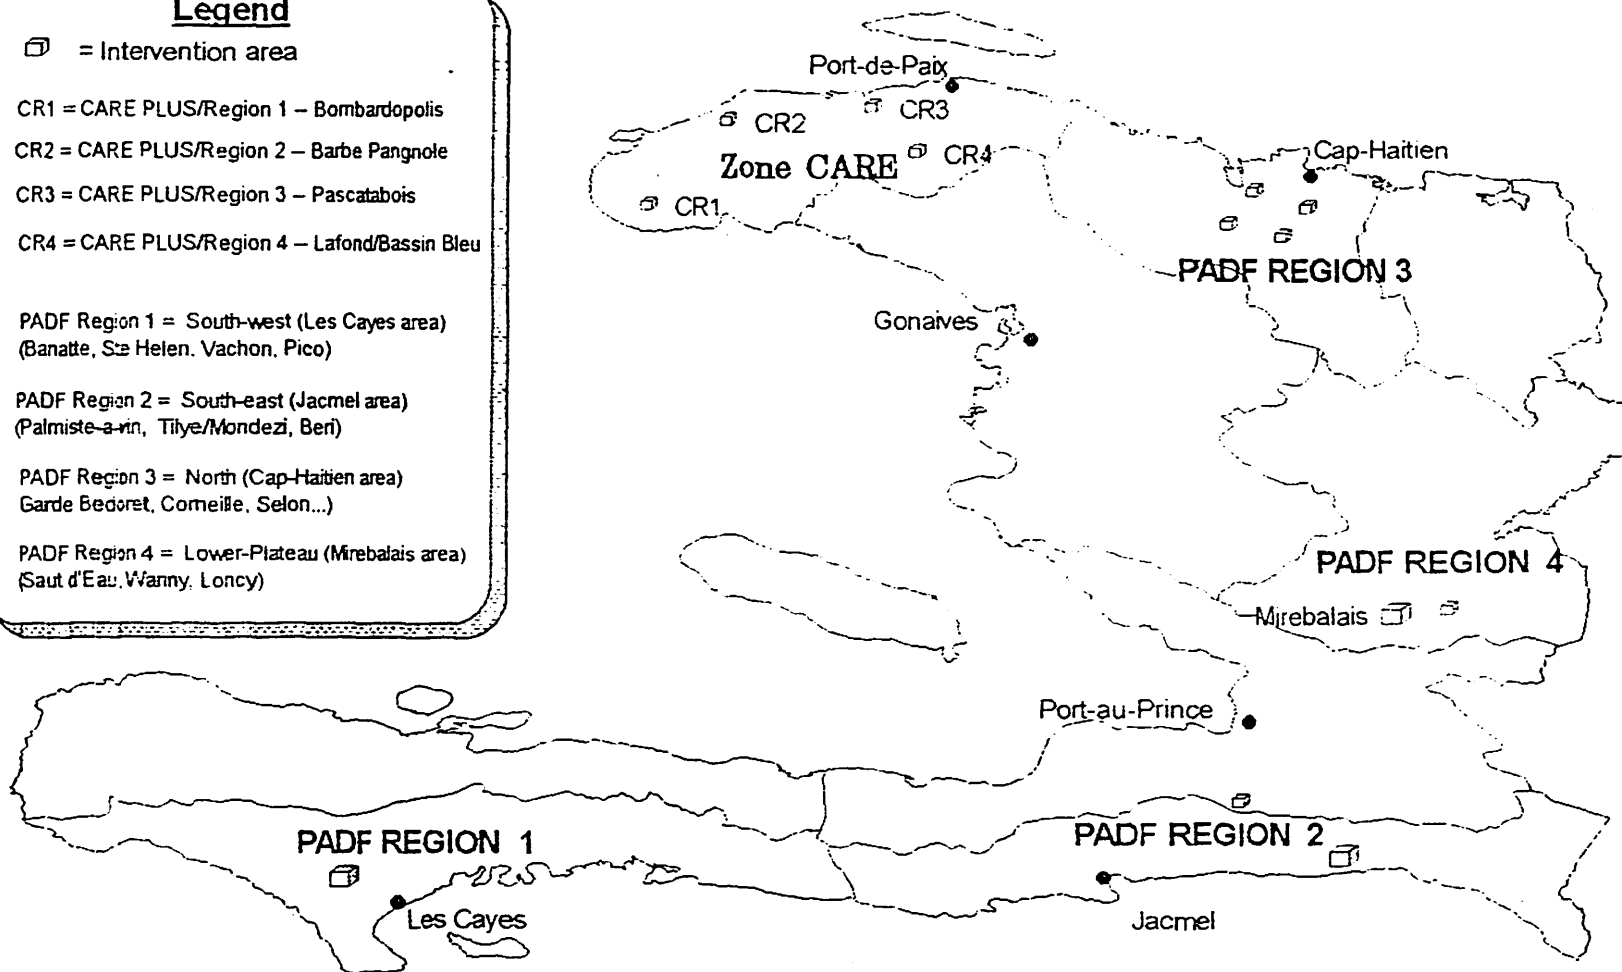 Legend
= Intervention area
CR1 = CARE PLUS/Region 1 – Bombardopolis
CR2 = CARE PLUS/Region 2 – Barbe Pangnole
CR3 = CARE PLUS/Region 3 – Pascatabois
CR4 = CARE PLUS/Region 4 – Lafond/Bassin Bleu
PADF Region 1 = South-west (Les Cayes area)
(Banatte, Ste Helen. Vachon, Pico)
PADF Region 2 = South-east (Jacmel area)
(Palmiste-a-vin, Tilye/Mondezi, Beri)
PADF Region 3 = North (Cap-Haitien area)
Garde Bedoret, Corneille, Selon...)
PADF Region 4 = Lower-Plateau (Mirebalais area)
(Saut d'Eau, Wanny, Loncy)
Port-de-Paix
CR2
CR3
Zone CARE
CR4
CR1
Cap-Haitien
PADF REGION 3
Gonaives
PADF REGION 4
Mirebalais
Port-au-Prince
PADF REGION 1
Les Cayes
PADF REGION 2
Jacmel